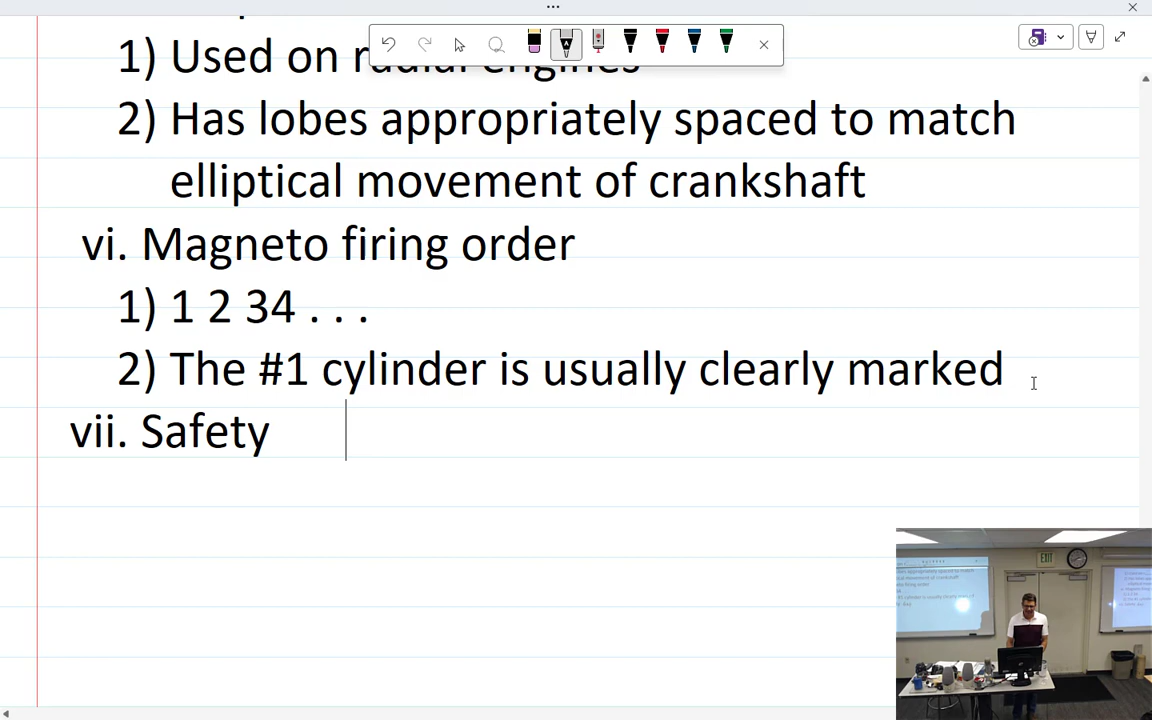 1) Used on radial engines
2) Has lobes appropriately spaced to match
elliptical movement of crankshaft
vi. Magneto firing order
1) 1 2 34 . . .
2) The #1 cylinder is usually clearly marked
vii. Safety
EXIT